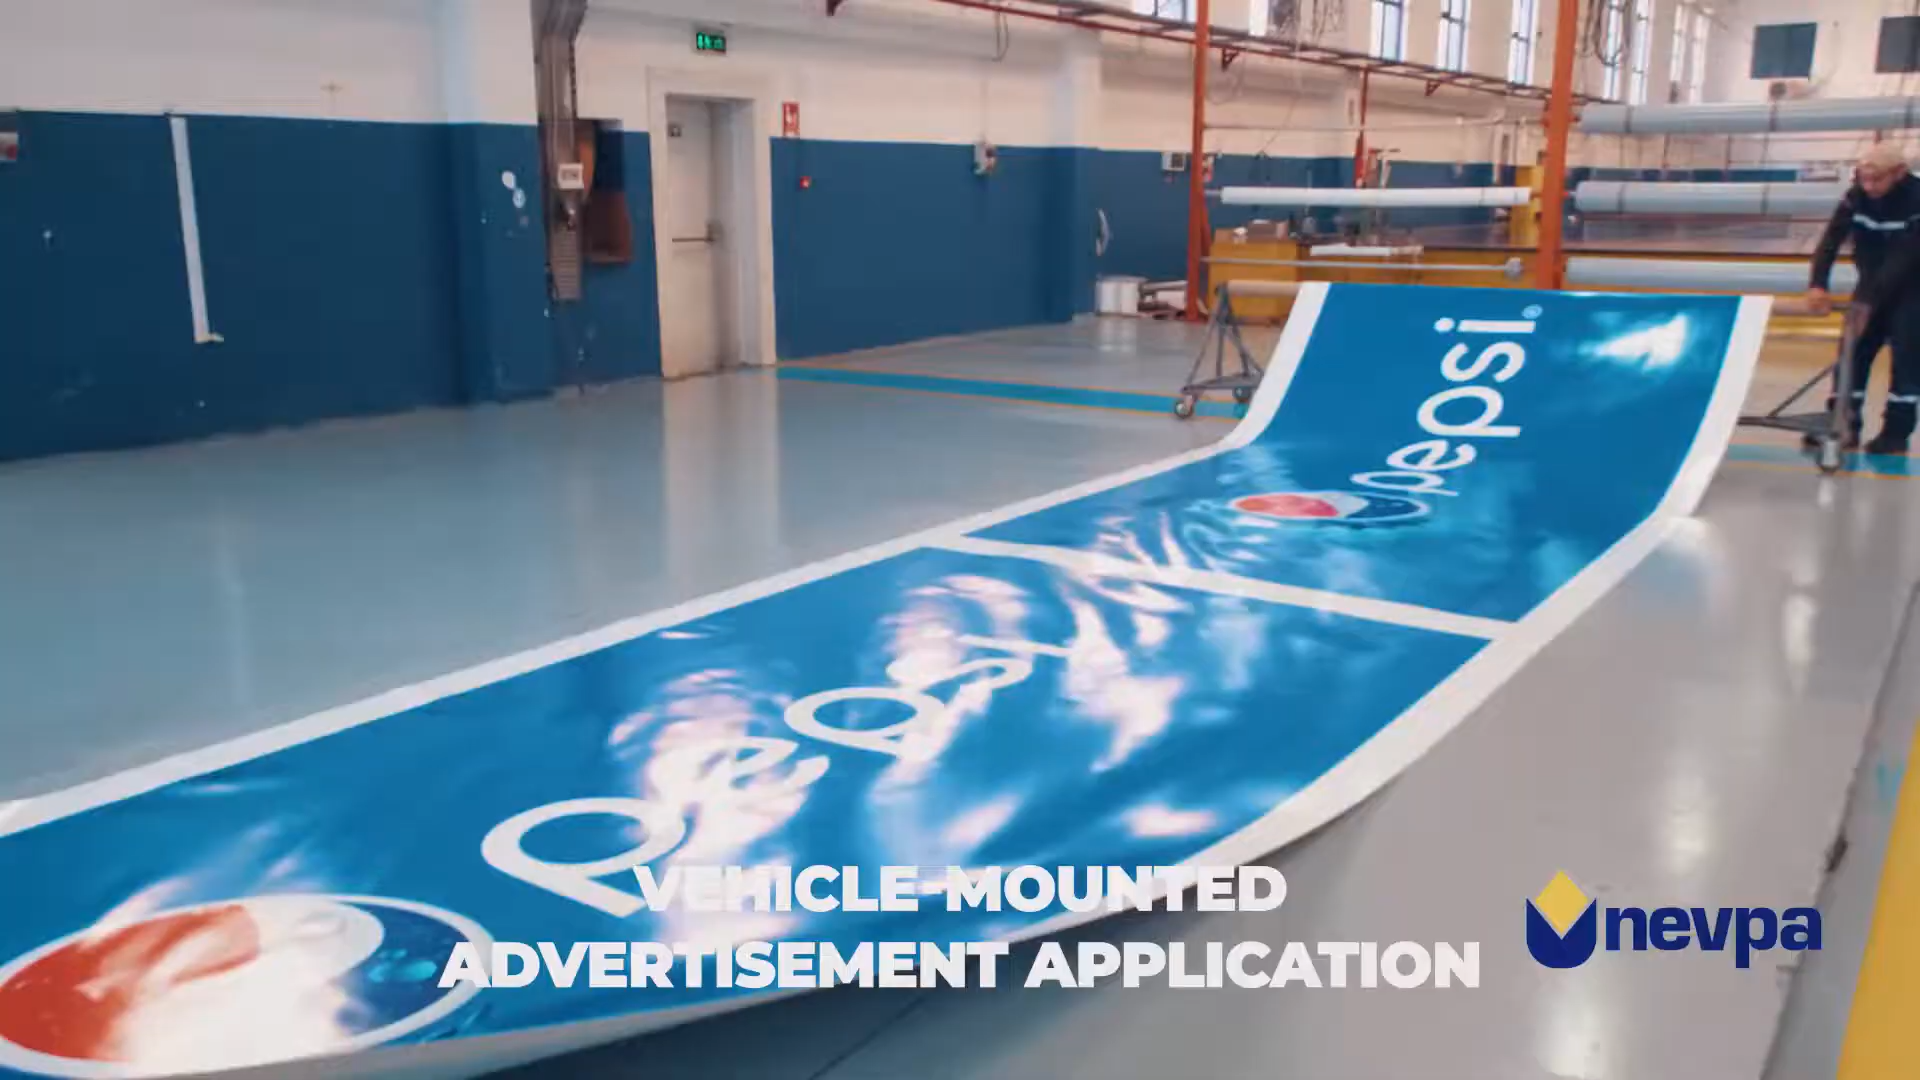 pepsi
pepsi
VEHICLE-MOUNTED
ADVERTISEMENT APPLICATION
nevpa